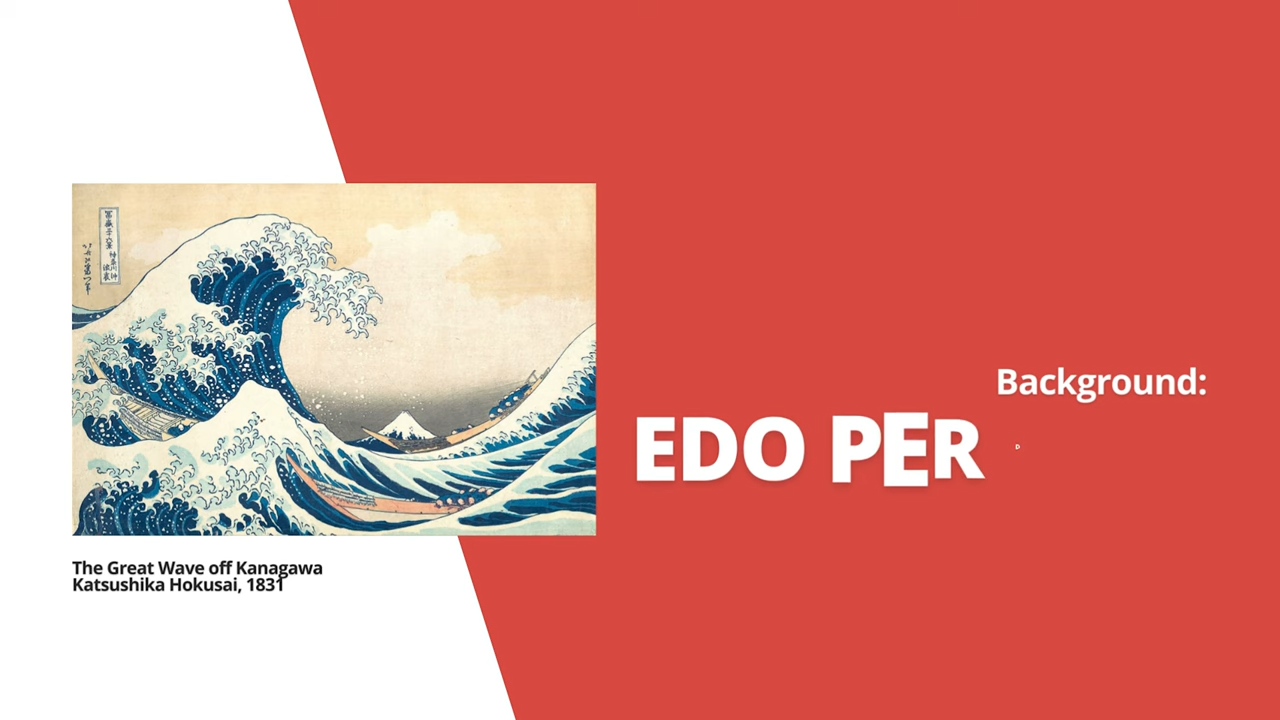 Background:
EDO PER
The Great Wave off Kanagawa
Katsushika Hokusai, 1831